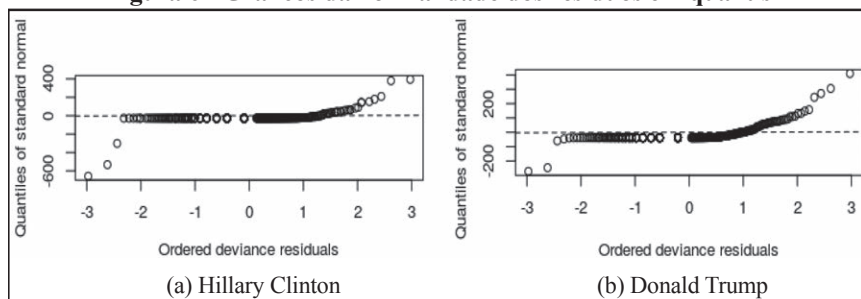 Quantiles of standard normal
400
0
-600
-3 -2 -1 0 1 2 3
Ordered deviance residuals
(a) Hillary Clinton
Quantiles of standard normal
200
-200
-3 -2 -1 0 1 2 3
Ordered deviance residuals
(b) Donald Trump